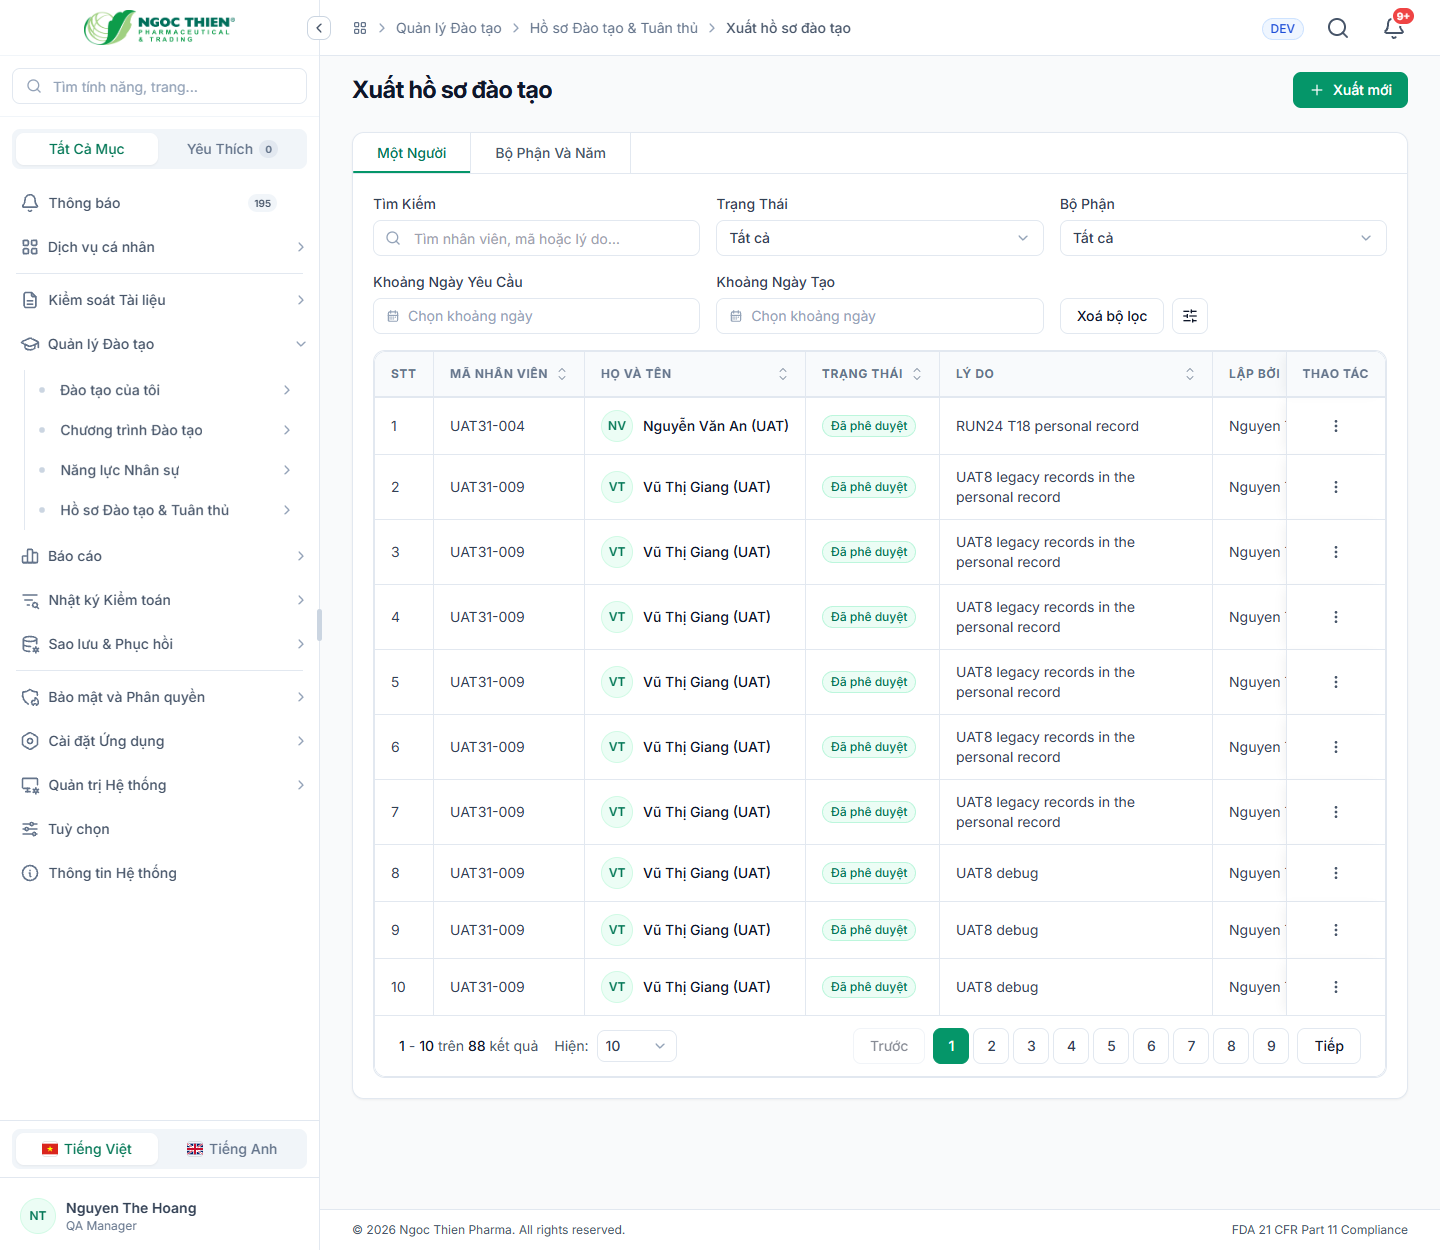 NGOC THIEN
PHARMACEUTICAL
& TRADING
Quản lý Đào tạo
Hồ sơ Đào tạo & Tuân thủ
Xuất hồ sơ đào tạo
DEV
9+
Tìm tính năng, trang...
Tất Cả Mục
Yêu Thích 0
Thông báo 195
Dịch vụ cá nhân
Kiểm soát Tài liệu
Quản lý Đào tạo
Đào tạo của tôi
Chương trình Đào tạo
Năng lực Nhân sự
Hồ sơ Đào tạo & Tuân thủ
Báo cáo
Nhật ký Kiểm toán
Sao lưu & Phục hồi
Bảo mật và Phân quyền
Cài đặt Ứng dụng
Quản trị Hệ thống
Tuỳ chọn
Thông tin Hệ thống
Tiếng Việt
Tiếng Anh
NT
Nguyen The Hoang
QA Manager
Xuất hồ sơ đào tạo
Xuất mới
Một Người
Bộ Phận Và Năm
Tìm Kiếm
Trạng Thái
Bộ Phận
Tìm nhân viên, mã hoặc lý do...
Tất cả
Tất cả
Khoảng Ngày Yêu Cầu
Khoảng Ngày Tạo
Chọn khoảng ngày
Chọn khoảng ngày
Xoá bộ lọc
STT MÃ NHÂN VIÊN HỌ VÀ TÊN TRẠNG THÁI LÝ DO LẬP BỞI THAO TÁC
1 UAT31-004 NV Nguyễn Văn An (UAT) Đã phê duyệt RUN24 T18 personal record Nguyen
2 UAT31-009 VT Vũ Thị Giang (UAT) Đã phê duyệt UAT8 legacy records in the personal record Nguyen
3 UAT31-009 VT Vũ Thị Giang (UAT) Đã phê duyệt UAT8 legacy records in the personal record Nguyen
4 UAT31-009 VT Vũ Thị Giang (UAT) Đã phê duyệt UAT8 legacy records in the personal record Nguyen
5 UAT31-009 VT Vũ Thị Giang (UAT) Đã phê duyệt UAT8 legacy records in the personal record Nguyen
6 UAT31-009 VT Vũ Thị Giang (UAT) Đã phê duyệt UAT8 legacy records in the personal record Nguyen
7 UAT31-009 VT Vũ Thị Giang (UAT) Đã phê duyệt UAT8 legacy records in the personal record Nguyen
8 UAT31-009 VT Vũ Thị Giang (UAT) Đã phê duyệt UAT8 debug Nguyen
9 UAT31-009 VT Vũ Thị Giang (UAT) Đã phê duyệt UAT8 debug Nguyen
10 UAT31-009 VT Vũ Thị Giang (UAT) Đã phê duyệt UAT8 debug Nguyen
1 - 10 trên 88 kết quả Hiện: 10 Trước 1 2 3 4 5 6 7 8 9 Tiếp
© 2026 Ngoc Thien Pharma. All rights reserved.
FDA 21 CFR Part 11 Compliance